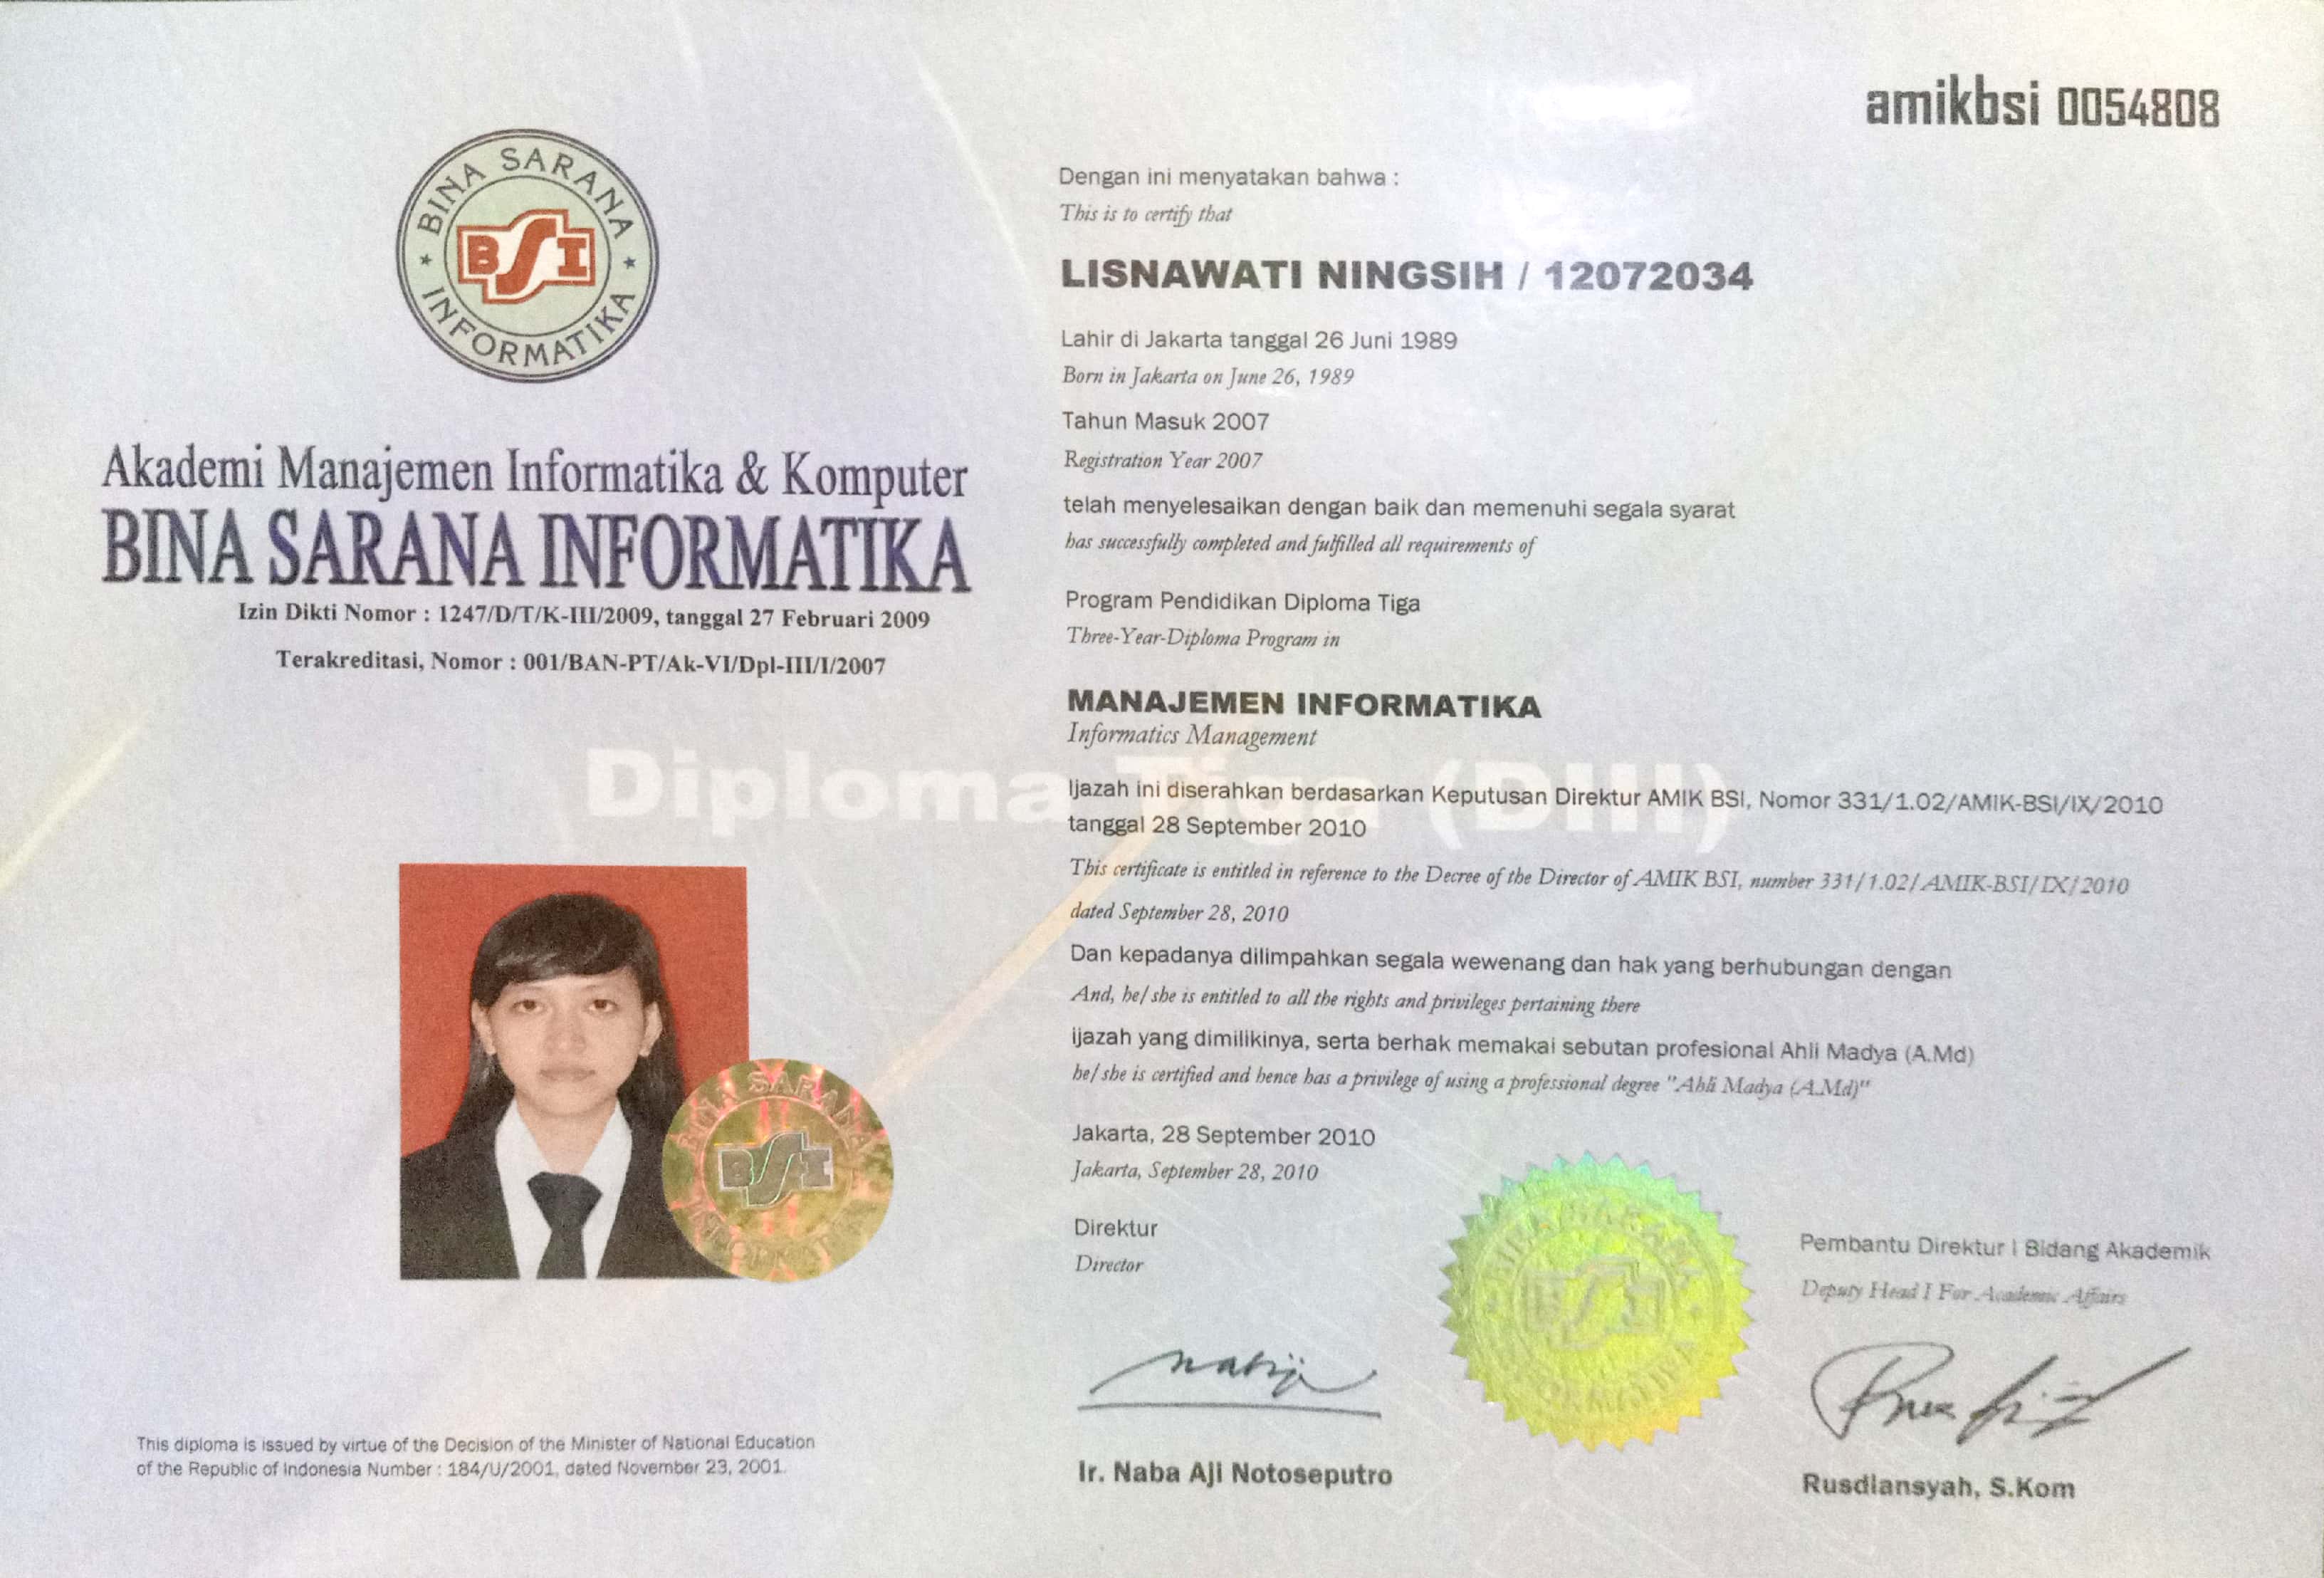 amikbsi 0054808
BINA SARANA
BSI
INFORMATIKA
Akademi Manajemen Informatika & Komputer
BINA SARANA INFORMATIKA
Izin Dikti Nomor : 1247/D/T/K-III/2009, tanggal 27 Februari 2009
Terakreditasi, Nomor : 001/BAN-PT/Ak-VI/Dpl-III/I/2007
Diploma Tiga (DIII)
BINA SARANA
BSI
INFORMATIKA
This diploma is issued by virtue of the Decision of the Minister of National Education
of the Republic of Indonesia Number : 184/U/2001, dated November 23, 2001.
Dengan ini menyatakan bahwa :
This is to certify that
LISNAWATI NINGSIH / 12072034
Lahir di Jakarta tanggal 26 Juni 1989
Born in Jakarta on June 26, 1989
Tahun Masuk 2007
Registration Year 2007
telah menyelesaikan dengan baik dan memenuhi segala syarat
has successfully completed and fulfilled all requirements of
Program Pendidikan Diploma Tiga
Three-Year-Diploma Program in
MANAJEMEN INFORMATIKA
Informatics Management
Ijazah ini diserahkan berdasarkan Keputusan Direktur AMIK BSI, Nomor 331/1.02/AMIK-BSI/IX/2010
tanggal 28 September 2010
This certificate is entitled in reference to the Decree of the Director of AMIK BSI, number 331/1.02/AMIK-BSI/IX/2010
dated September 28, 2010
Dan kepadanya dilimpahkan segala wewenang dan hak yang berhubungan dengan
And, he/she is entitled to all the rights and privileges pertaining there
ijazah yang dimilikinya, serta berhak memakai sebutan profesional Ahli Madya (A.Md)
he/she is certified and hence has a privilege of using a professional degree "Ahli Madya (A.Md)"
Jakarta, 28 September 2010
Jakarta, September 28, 2010
Direktur
Director
Ir. Naba Aji Notoseputro
BINA SARANA
BSI
INFORMATIKA
Pembantu Direktur I Bidang Akademik
Deputy Head I For Academic Affairs
Rusdiansyah, S.Kom